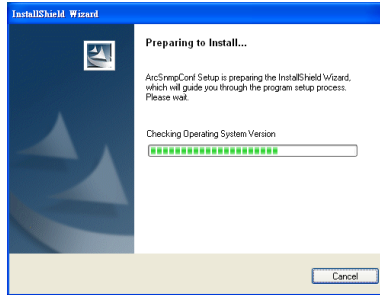 InstallShield Wizard
Preparing to Install...
ArcSnmpConf Setup is preparing the InstallShield Wizard,
which will guide you through the program setup process.
Please wait.
Checking Operating System Version
Cancel